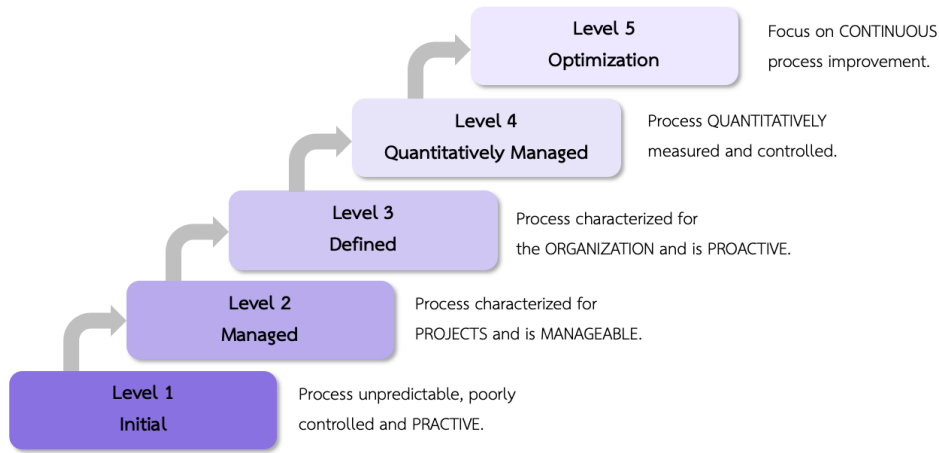 Level 5
Optimization
Focus on CONTINUOUS
process improvement.
Level 4
Quantitatively Managed
Process QUANTITATIVELY
measured and controlled.
Level 3
Defined
Process characterized for
the ORGANIZATION and is PROACTIVE.
Level 2
Managed
Process characterized for
PROJECTS and is MANAGEABLE.
Level 1
Initial
Process unpredictable, poorly
controlled and PRACTIVE.